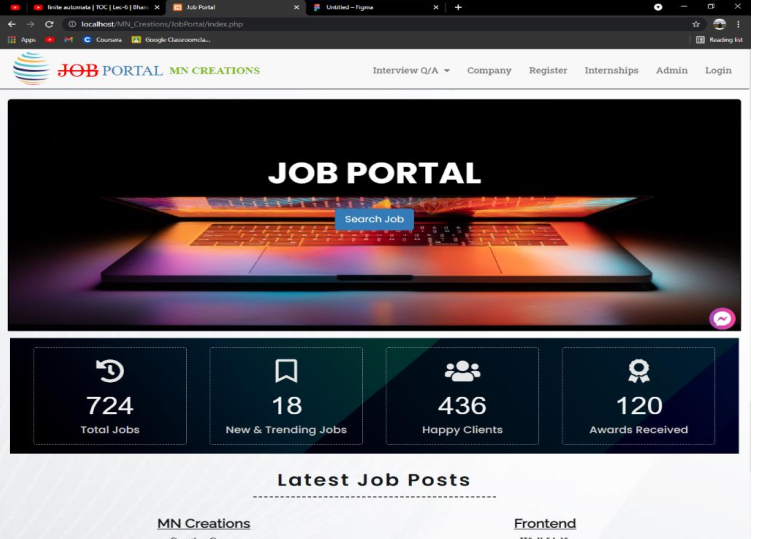 finite automata | TOC | Lec-6 | Bhan
Job Portal
Untitled – Figma
localhost/MN_Creations/JobPortal/index.php
Apps
Coursera
Google Classroomcla...
Reading list
JOB PORTAL MN CREATIONS
Interview Q/A Company Register Internships Admin Login
JOB PORTAL
Search Job
724 18 436 120
Total Jobs New & Trending Jobs Happy Clients Awards Received
Latest Job Posts
MN Creations Frontend